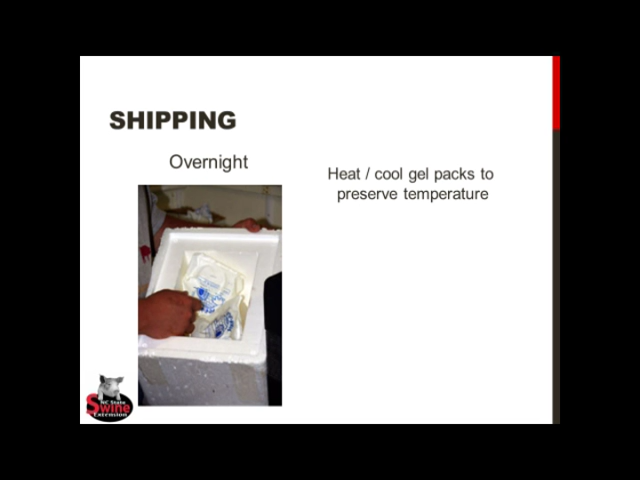 SHIPPING
Overnight
Heat / cool gel packs to
preserve temperature
NC State
Swine
Extension